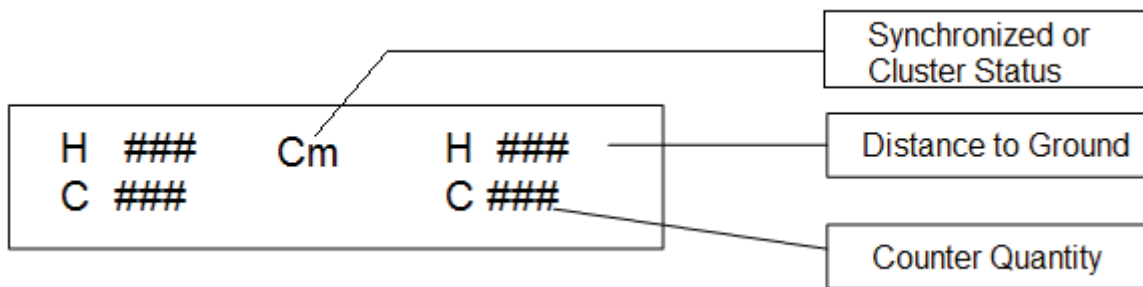 Synchronized or
Cluster Status
H ### Cm H ###
C ### C ###
Distance to Ground
Counter Quantity